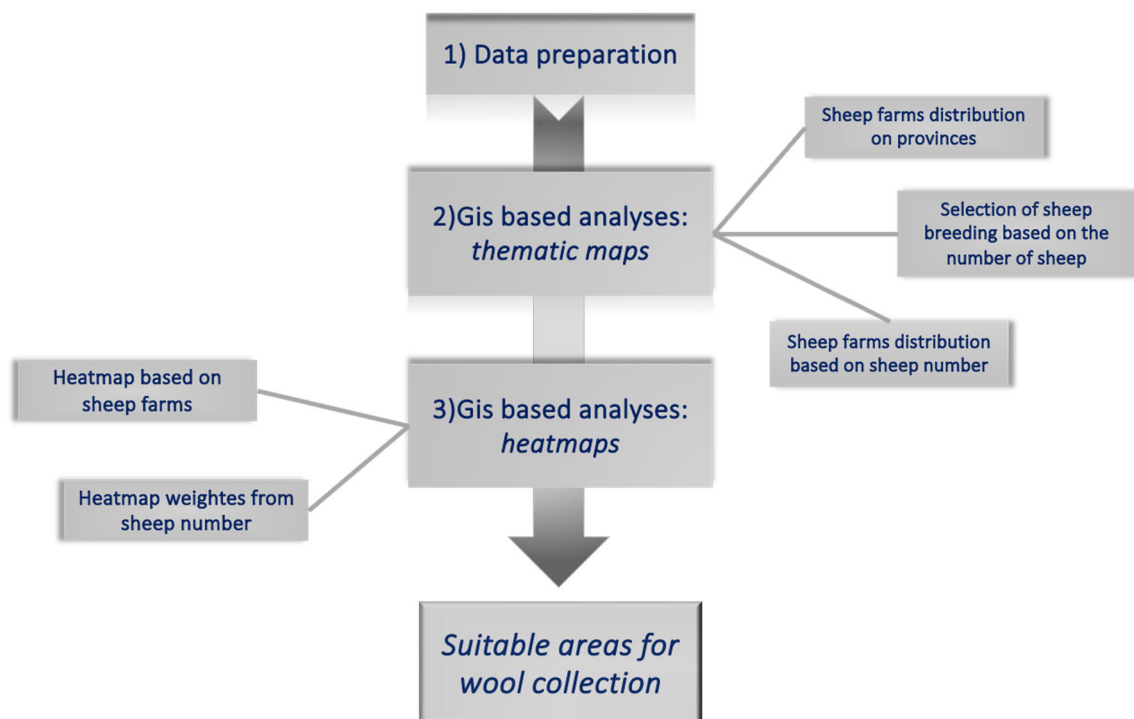 1) Data preparation
Sheep farms distribution
on provinces
2)Gis based analyses:
thematic maps
Selection of sheep
breeding based on the
number of sheep
Sheep farms distribution
based on sheep number
Heatmap based on
sheep farms
3)Gis based analyses:
heatmaps
Heatmap weightes from
sheep number
Suitable areas for
wool collection